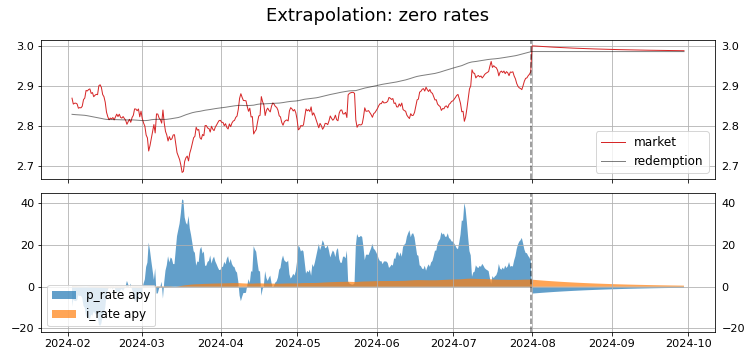 Extrapolation: zero rates
3.0 3.0
2.9 2.9
2.8 2.8
2.7 2.7
market
redemption
40 40
20 20
0 0
−20 −20
p_rate apy
i_rate apy
2024-02 2024-03 2024-04 2024-05 2024-06 2024-07 2024-08 2024-09 2024-10